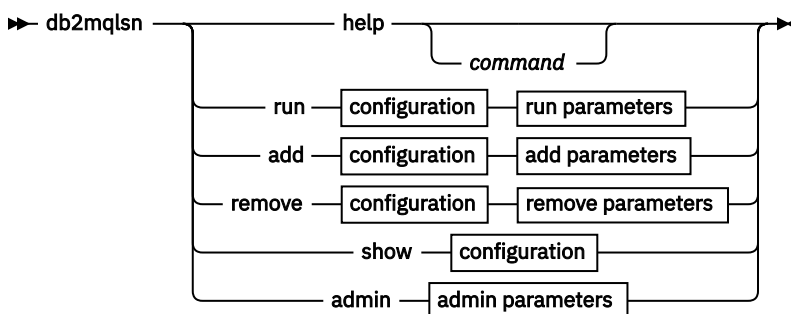 db2mqlsn help
command
run configuration run parameters
add configuration add parameters
remove configuration remove parameters
show configuration
admin admin parameters